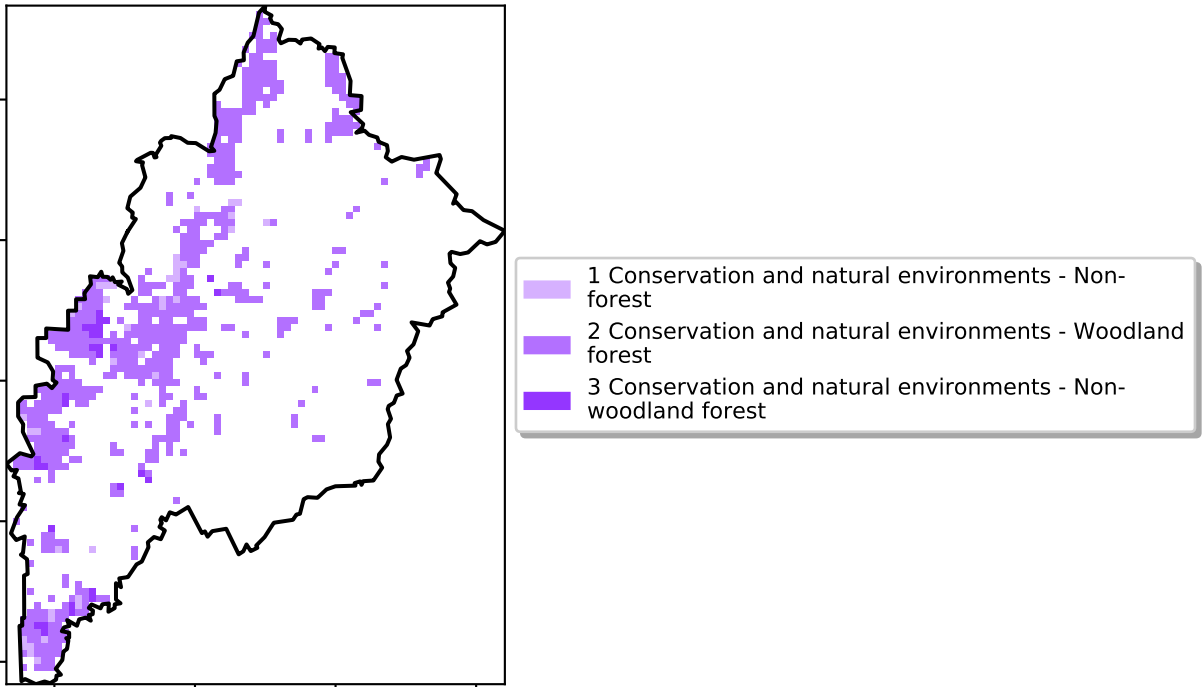 1 Conservation and natural environments - Non-
forest
2 Conservation and natural environments - Woodland
forest
3 Conservation and natural environments - Non-
woodland forest